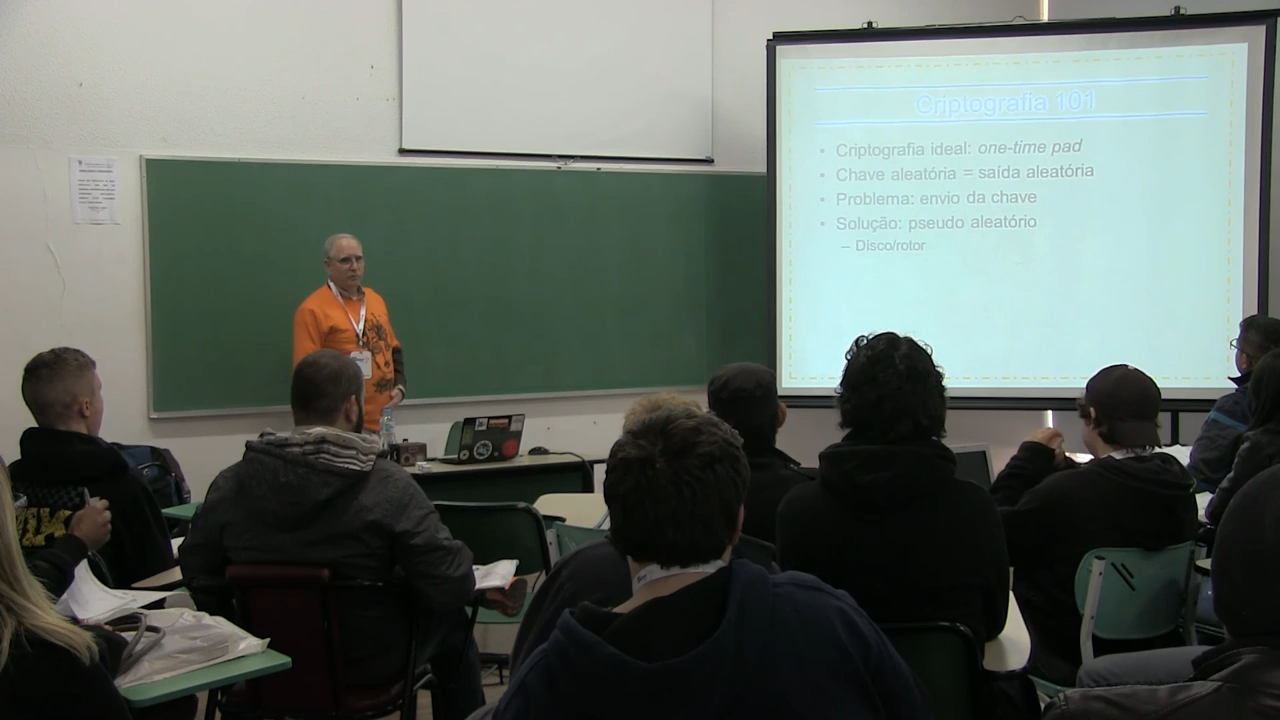 Criptografia 101
• Criptografia ideal: one-time pad
• Chave aleatória = saída aleatória
• Problema: envio da chave
• Solução: pseudo aleatório
– Disco/rotor